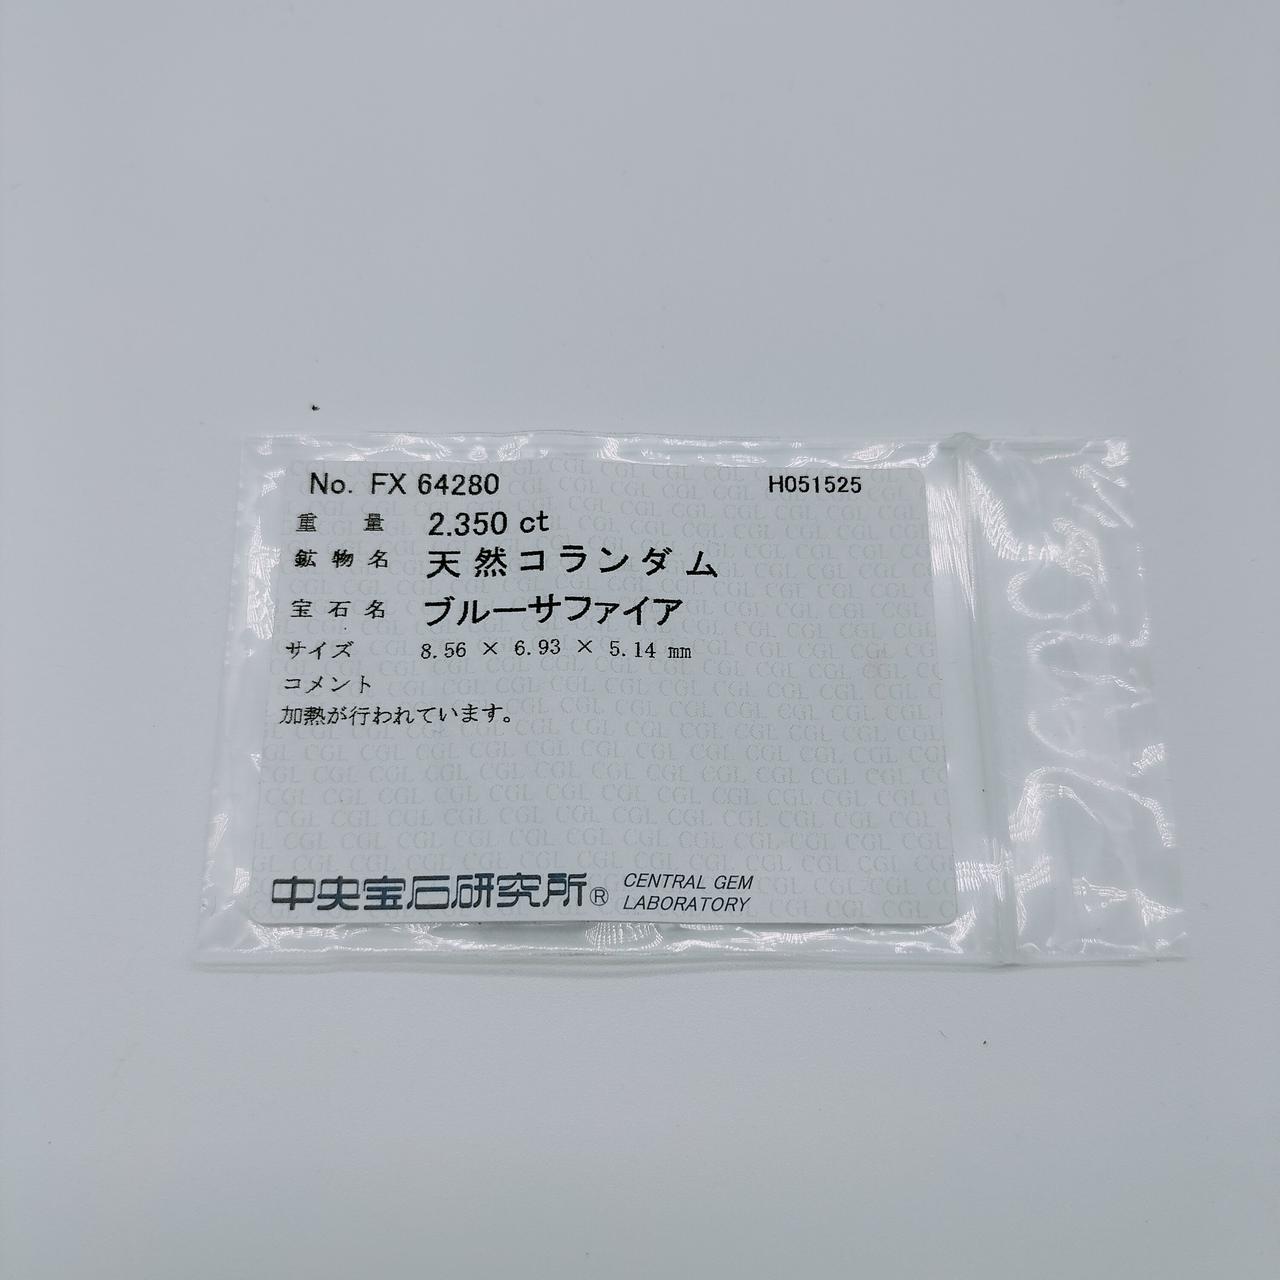 No. FX 64280 H051525
重量 2.350 ct
鉱物名 天然コランダム
宝石名 ブルーサファイア
サイズ 8.56 × 6.93 × 5.14 mm
コメント
加熱が行われています。
中央宝石研究所® CENTRAL GEM
LABORATORY